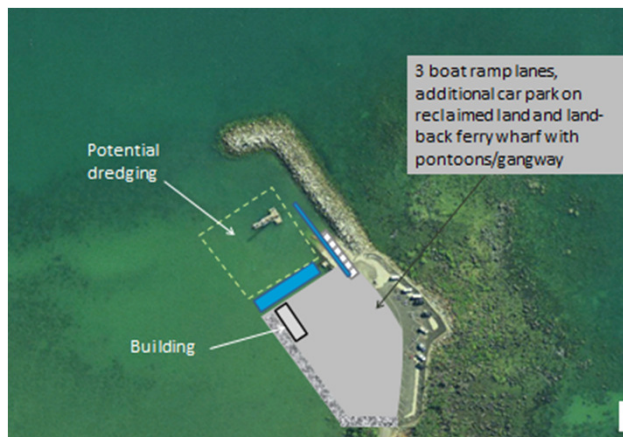 3 boat ramp lanes,
additional car park on
reclaimed land and land-
back ferry wharf with
pontoons/gangway
Potential
dredging
Building